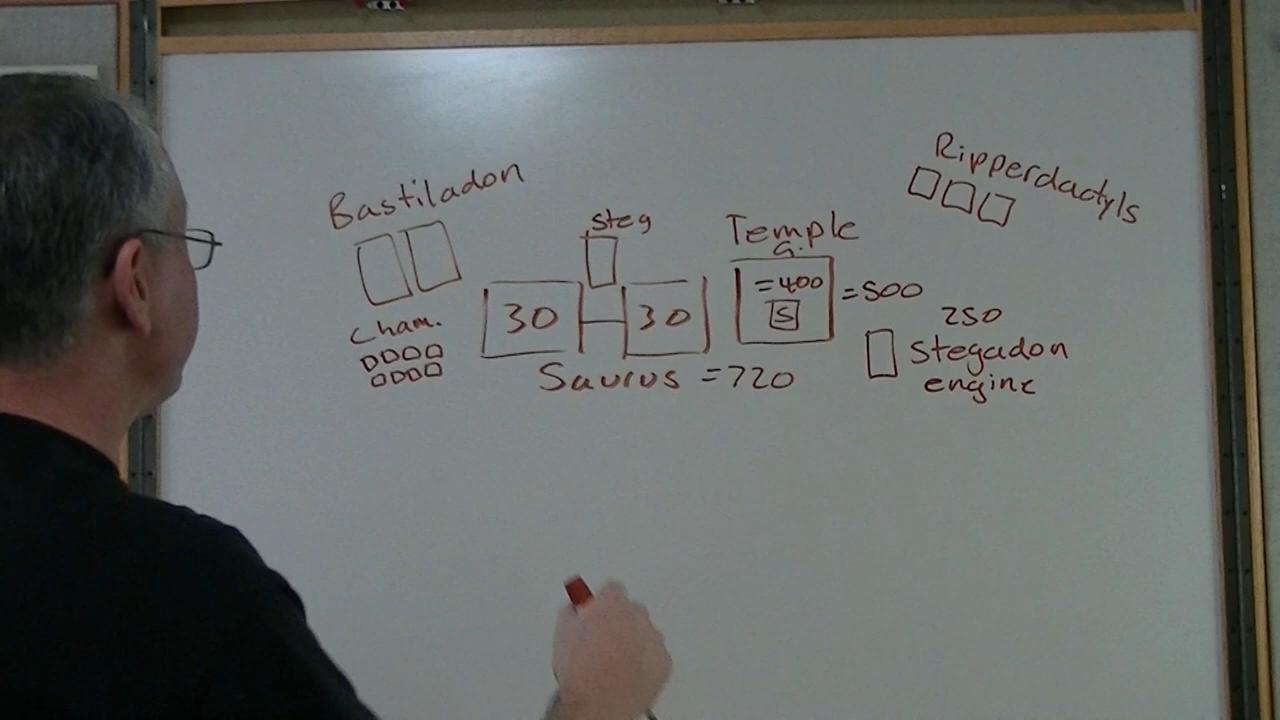 Bastiladon
Cham.
steg
30
30
Saurus = 720
Temple
G.
= 400
S
= 500
Ripperdactyls
250
Stegadon
engine